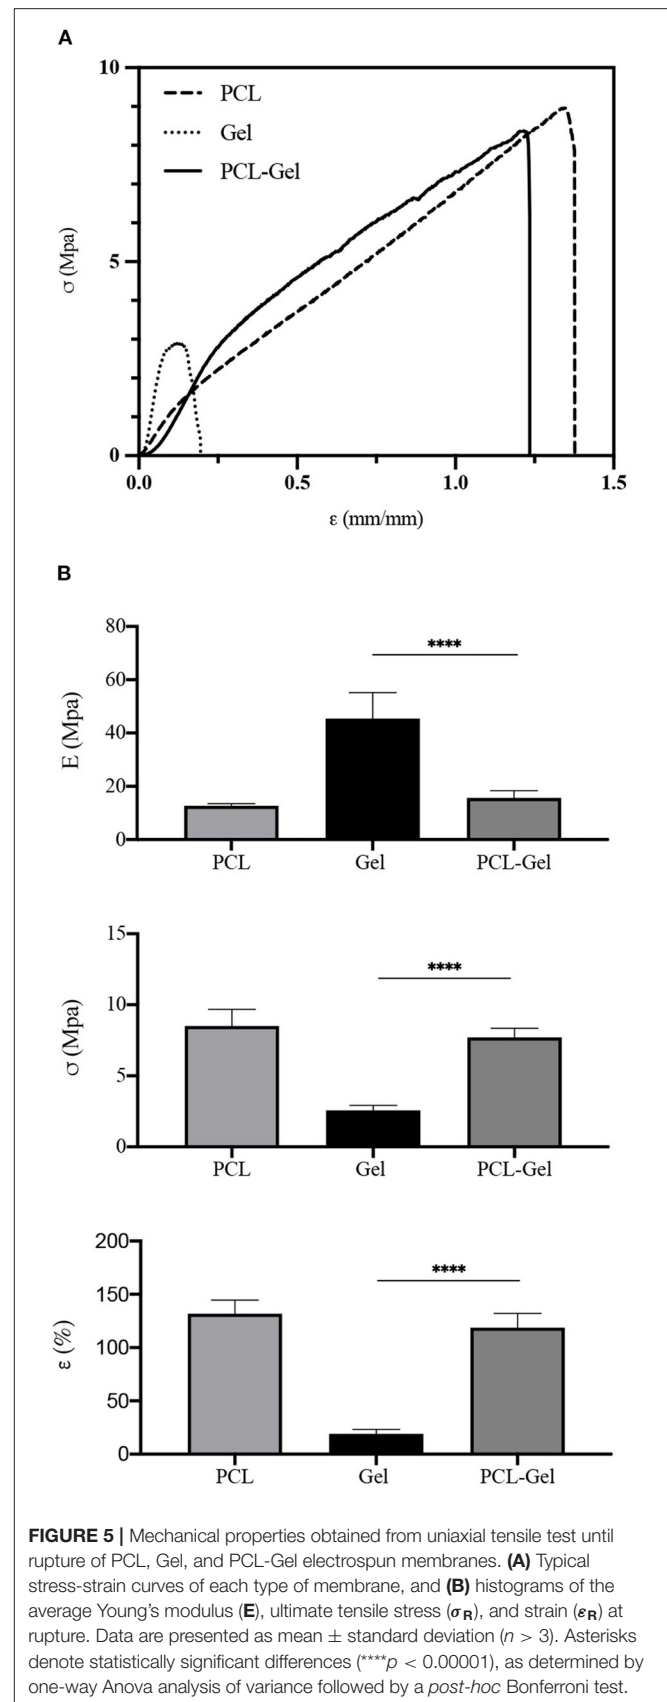 A
10
PCL
Gel
PCL-Gel
σ (Mpa)
5
0
0.0 0.5 1.0 1.5
ε (mm/mm)
B
80
****
60
E (Mpa)
40
20
0
PCL Gel PCL-Gel
15
****
10
σ (Mpa)
5
0
PCL Gel PCL-Gel
200
****
150
ε (%)
100
50
0
PCL Gel PCL-Gel
FIGURE 5 | Mechanical properties obtained from uniaxial tensile test until
rupture of PCL, Gel, and PCL-Gel electrospun membranes. (A) Typical
stress-strain curves of each type of membrane, and (B) histograms of the
average Young's modulus (E), ultimate tensile stress (σR), and strain (εR) at
rupture. Data are presented as mean ± standard deviation (n > 3). Asterisks
denote statistically significant differences (****p < 0.00001), as determined by
one-way Anova analysis of variance followed by a post-hoc Bonferroni test.